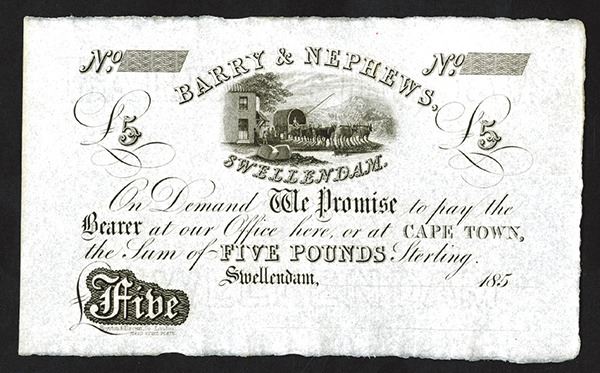 No No
BARRY & NEPHEWS,
£5 £5
SWELLENDAM.
On Demand We Promise to pay the
Bearer at our Office here, or at CAPE TOWN,
the Sum of FIVE POUNDS Sterling.
Swellendam, 185
£Five
London